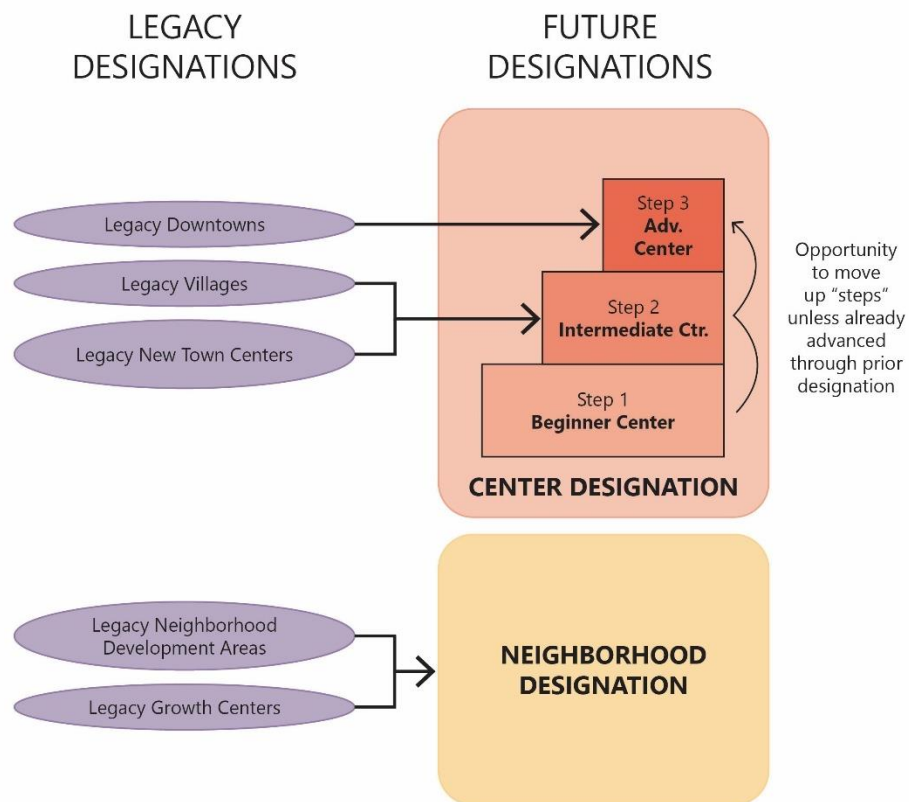 LEGACY
DESIGNATIONS
FUTURE
DESIGNATIONS
Legacy Downtowns
Legacy Villages
Legacy New Town Centers
Step 3
Adv.
Center
Step 2
Intermediate Ctr.
Step 1
Beginner Center
CENTER DESIGNATION
Opportunity
to move
up “steps”
unless already
advanced
through prior
designation
Legacy Neighborhood
Development Areas
Legacy Growth Centers
NEIGHBORHOOD
DESIGNATION